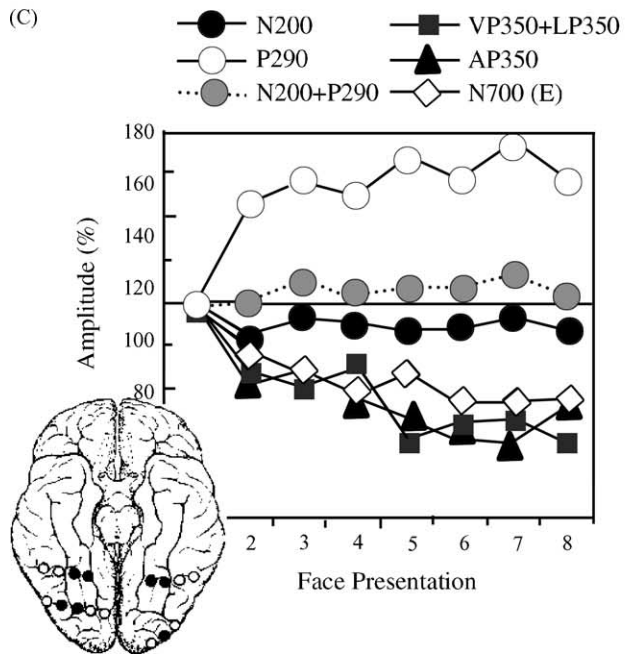 (C)
N200
VP350+LP350
P290
AP350
N200+P290
N700 (E)
180
160
140
120
100
80
Amplitude (%)
2 3 4 5 6 7 8
Face Presentation